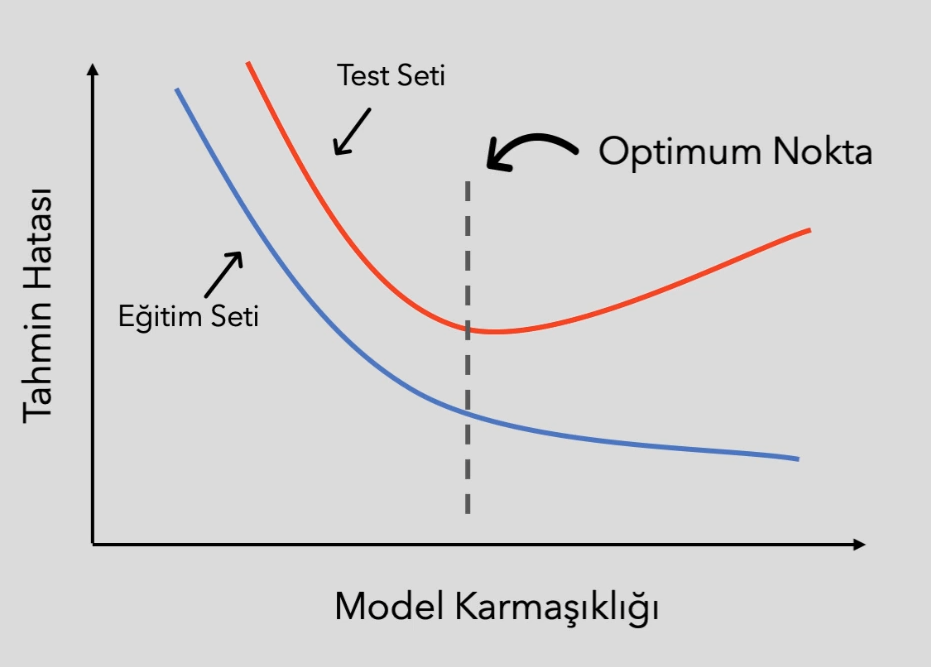 Test Seti
Optimum Nokta
Tahmin Hatası
Eğitim Seti
Model Karmaşıklığı